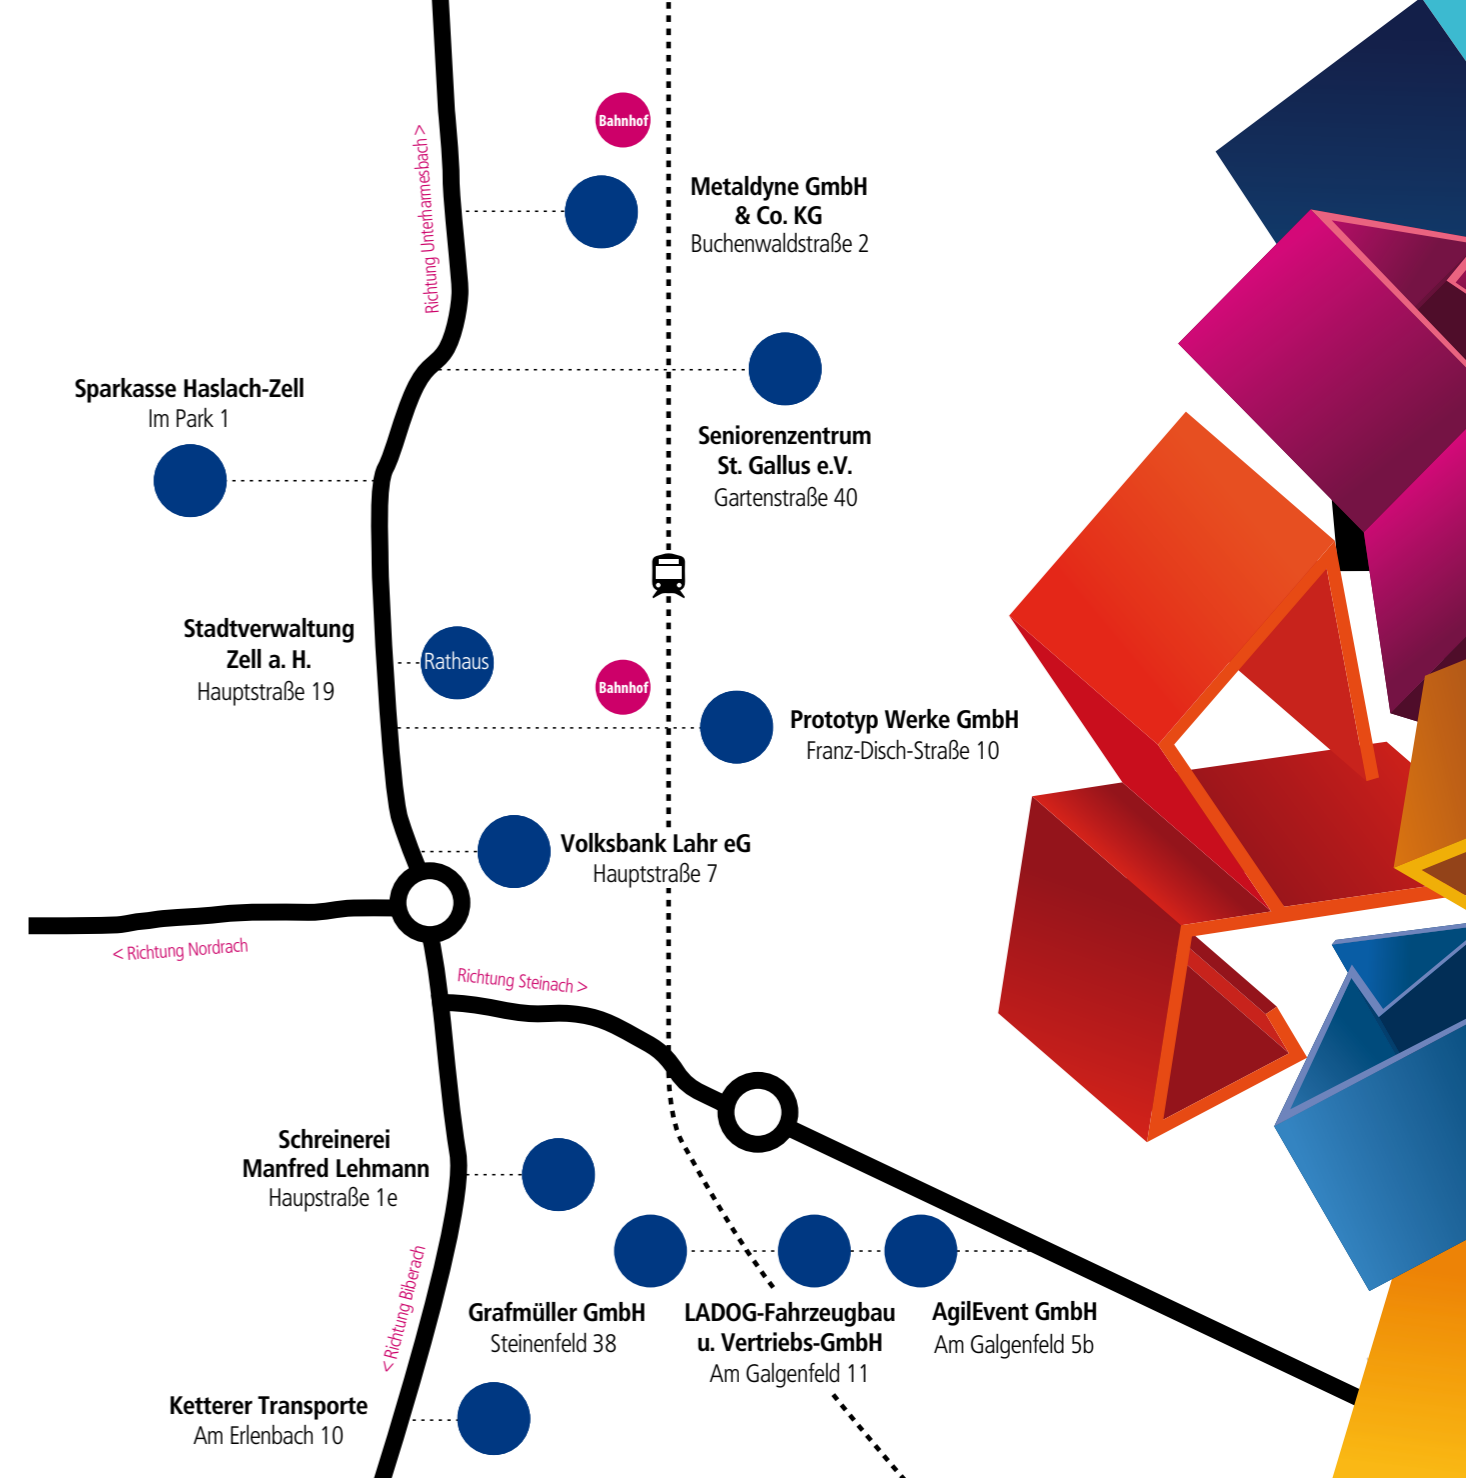 Bahnhof
Richtung Unterharmesbach >
Metaldyne GmbH
& Co. KG
Buchenwaldstraße 2
Sparkasse Haslach-Zell
Im Park 1
Seniorenzentrum
St. Gallus e.V.
Gartenstraße 40
Stadtverwaltung
Zell a. H.
Hauptstraße 19
Rathaus
Bahnhof
Prototyp Werke GmbH
Franz-Disch-Straße 10
Volksbank Lahr eG
Hauptstraße 7
< Richtung Nordrach
Richtung Steinach >
Schreinerei
Manfred Lehmann
Haupstraße 1e
< Richtung Biberach
Grafmüller GmbH
Steinenfeld 38
LADOG-Fahrzeugbau
u. Vertriebs-GmbH
Am Galgenfeld 11
AgilEvent GmbH
Am Galgenfeld 5b
Ketterer Transporte
Am Erlenbach 10